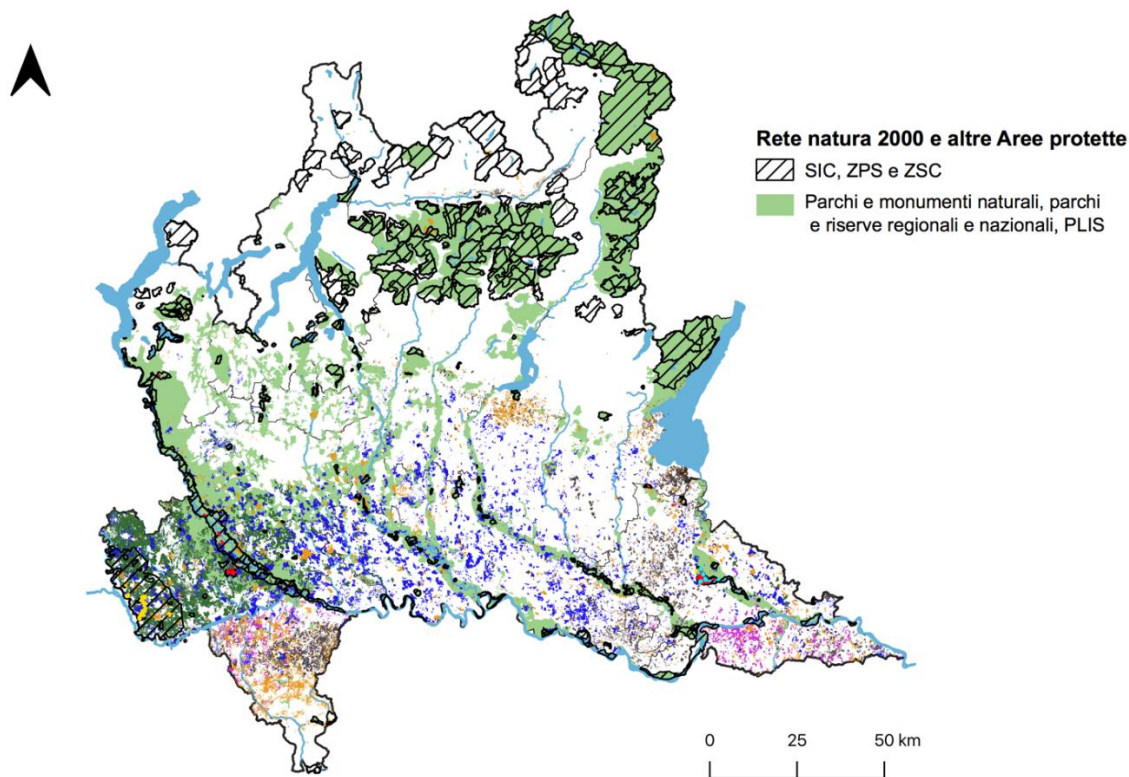 Rete natura 2000 e altre Aree protette
SIC, ZPS e ZSC
Parchi e monumenti naturali, parchi
e riserve regionali e nazionali, PLIS
0 25 50 km